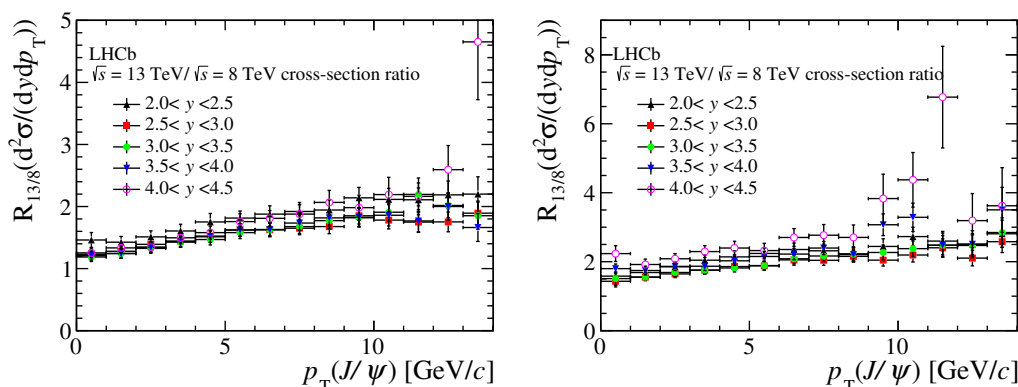 R13/8(d²σ/(dydpT))
5
4
3
2
1
0
LHCb
√s = 13 TeV/ √s = 8 TeV cross-section ratio
2.0< y <2.5
2.5< y <3.0
3.0< y <3.5
3.5< y <4.0
4.0< y <4.5
0 5 10
pT(J/ψ) [GeV/c]
R13/8(d²σ/(dydpT))
8
6
4
2
0
LHCb
√s = 13 TeV/ √s = 8 TeV cross-section ratio
2.0< y <2.5
2.5< y <3.0
3.0< y <3.5
3.5< y <4.0
4.0< y <4.5
0 5 10
pT(J/ψ) [GeV/c]